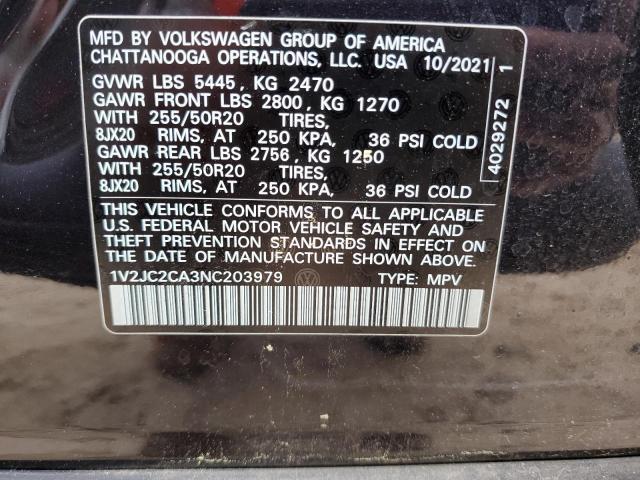 MFD BY VOLKSWAGEN GROUP OF AMERICA
CHATTANOOGA OPERATIONS, LLC. USA 10/2021
GVWR LBS 5445, KG 2470
GAWR FRONT LBS 2800, KG 1270
WITH 255/50R20 TIRES,
8JX20 RIMS, AT 250 KPA, 36 PSI COLD
GAWR REAR LBS 2756, KG 1250
WITH 255/50R20 TIRES,
8JX20 RIMS, AT 250 KPA, 36 PSI COLD
THIS VEHICLE CONFORMS TO ALL APPLICABLE
U.S. FEDERAL MOTOR VEHICLE SAFETY AND
THEFT PREVENTION STANDARDS IN EFFECT ON
THE DATE OF MANUFACTURE SHOWN ABOVE.
1V2JC2CA3NC203979 TYPE: MPV
4029272 1